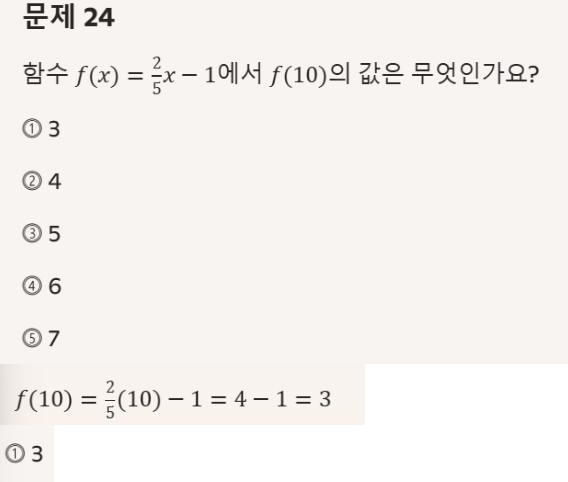 문제 24
함수 f(x) = 2/5 x − 1에서 f(10)의 값은 무엇인가요?
① 3
② 4
③ 5
④ 6
⑤ 7
f(10) = 2/5 (10) − 1 = 4 − 1 = 3
① 3